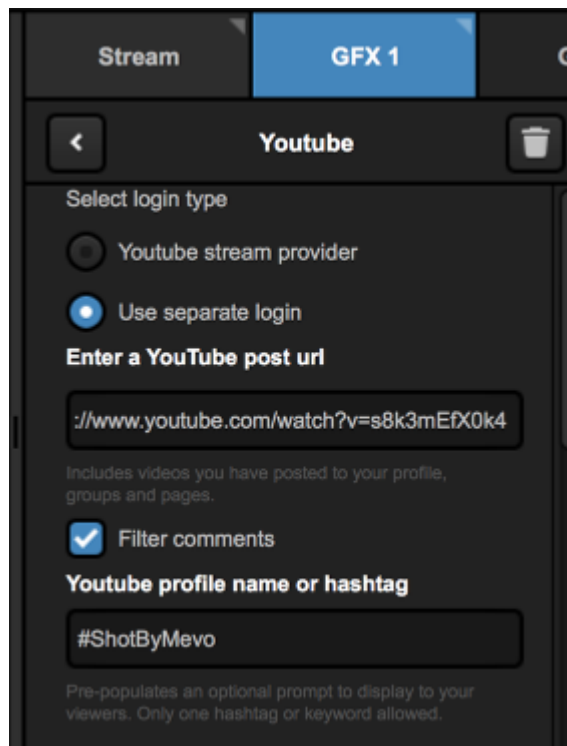 Stream
GFX 1
Youtube
Select login type
Youtube stream provider
Use separate login
Enter a YouTube post url
://www.youtube.com/watch?v=s8k3mEfX0k4
Includes videos you have posted to your profile,
groups and pages.
Filter comments
Youtube profile name or hashtag
#ShotByMevo
Pre-populates an optional prompt to display to your
viewers. Only one hashtag or keyword allowed.